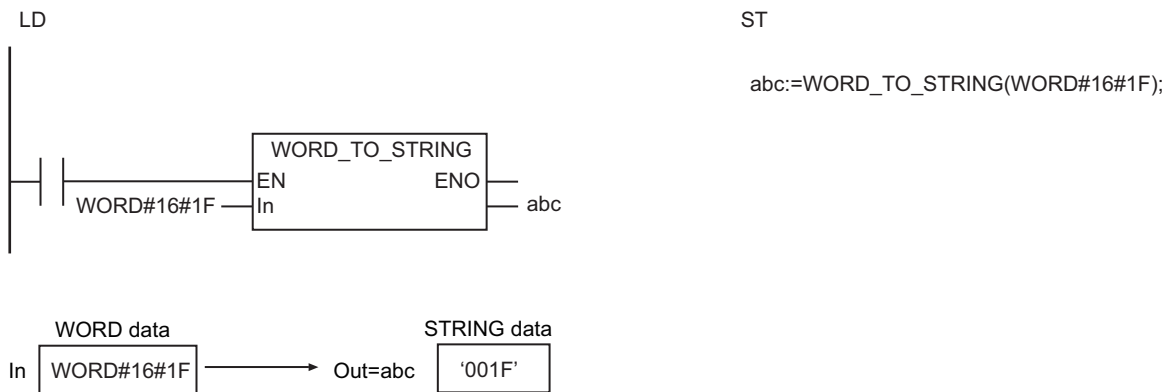 LD
ST
abc:=WORD_TO_STRING(WORD#16#1F);
WORD_TO_STRING
EN ENO
WORD#16#1F In abc
WORD data STRING data
In WORD#16#1F Out=abc ‘001F’